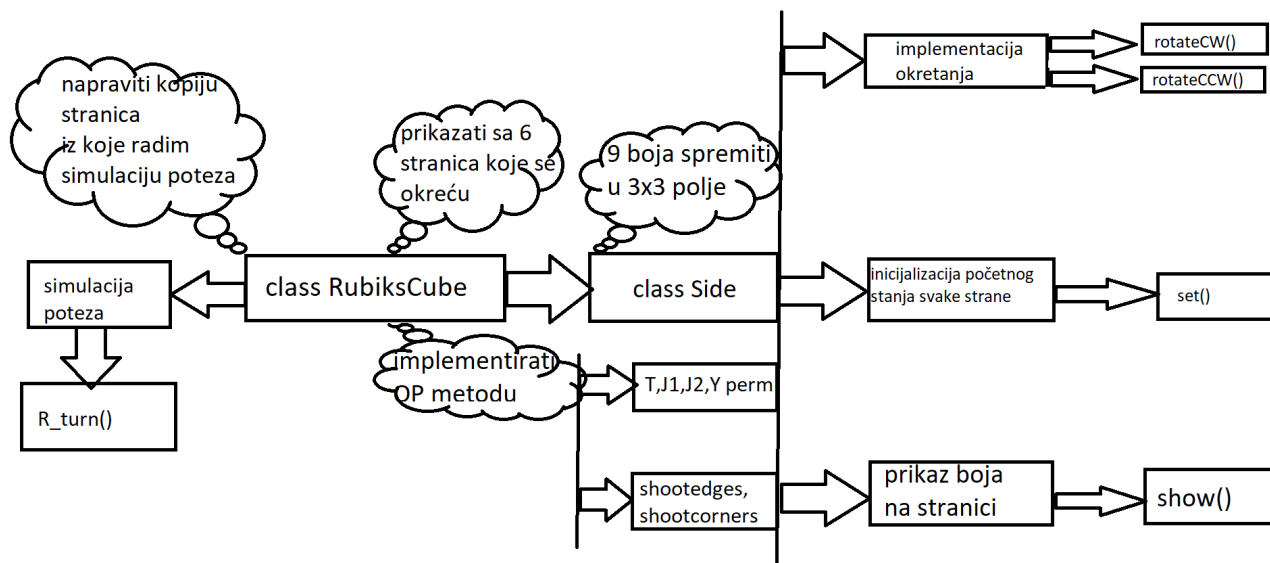 napraviti kopiju
stranica
iz koje radim
simulaciju poteza
prikazati sa 6
stranica koje se
okreću
9 boja spremiti
u 3x3 polje
implementacija
okretanja
rotateCW()
rotateCCW()
simulacija
poteza
class RubiksCube
class Side
inicijalizacija početnog
stanja svake strane
set()
R_turn()
implementirati
OP metodu
T,J1,J2,Y perm
shootedges,
shootcorners
prikaz boja
na stranici
show()